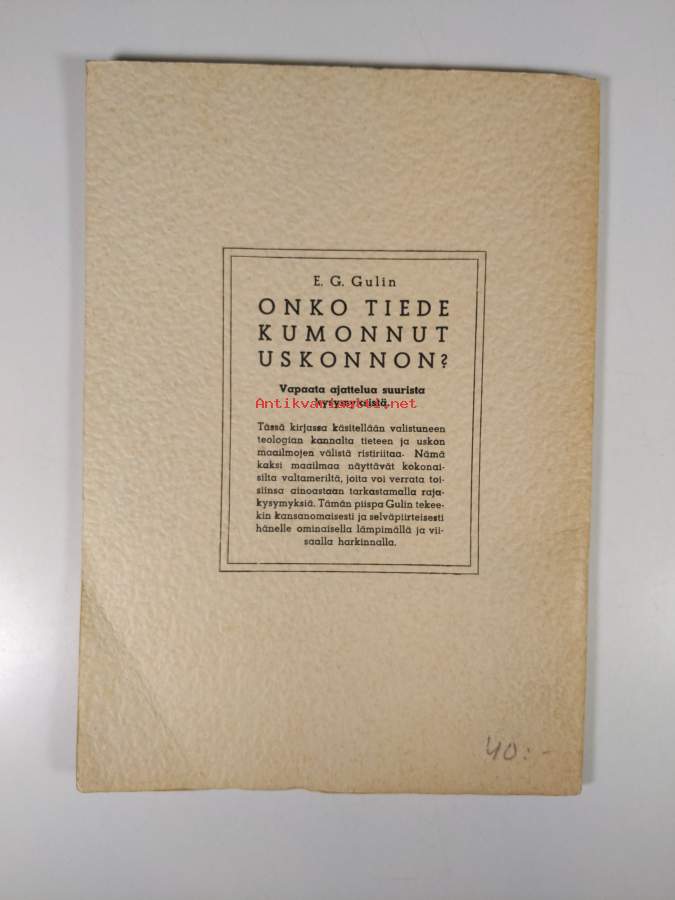 E. G. Gulin
ONKO TIEDE
KUMONNUT
USKONNON?
Vapaata ajattelua suurista
kysymyksistä.
Antikvariaatti.net
Tässä kirjassa käsitellään valistuneen
teologian kannalta tieteen ja uskon
maailmojen välistä ristiriitaa. Nämä
kaksi maailmaa näyttävät kokonai-
silta valtameriltä, joita voi verrata toi-
siinsa ainoastaan tarkastamalla raja-
kysymyksiä. Tämän piispa Gulin tekee-
kin kansanomaisesti ja selväpiirteisesti
hänelle ominaisella lämpimällä ja vii-
saalla harkinnalla.
40:-